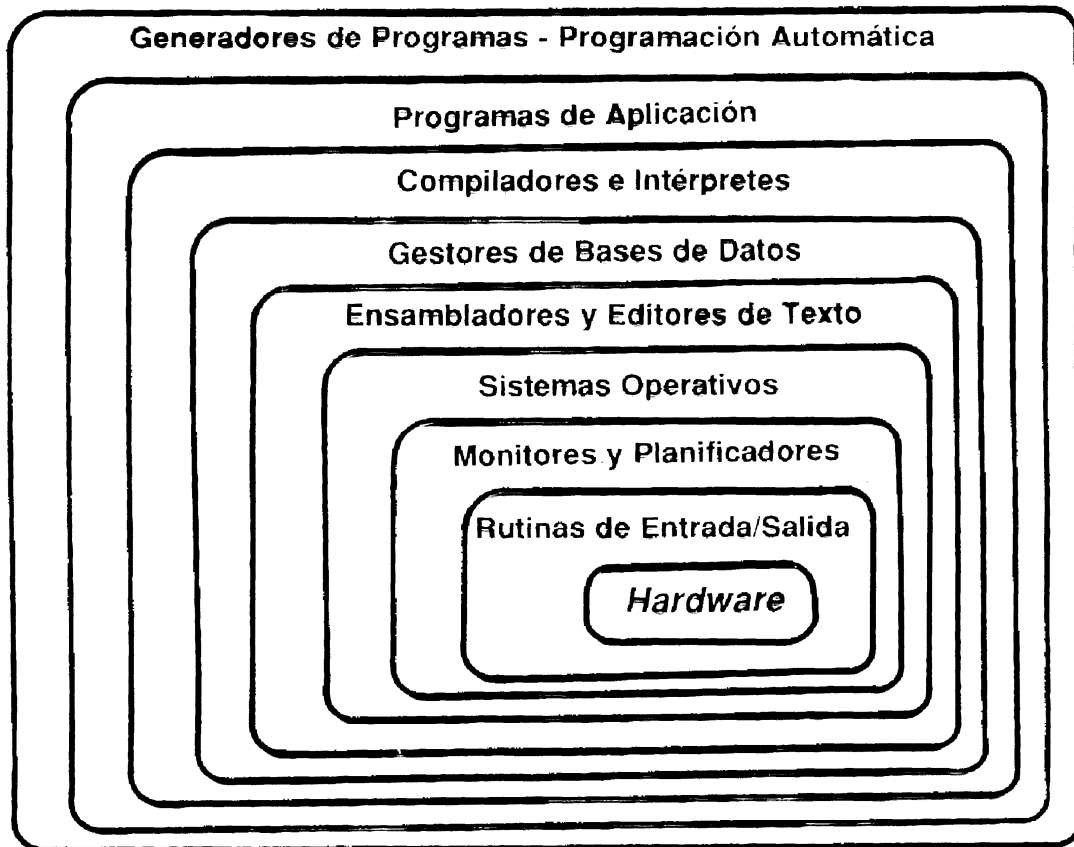 Generadores de Programas - Programación Automática
Programas de Aplicación
Compiladores e Intérpretes
Gestores de Bases de Datos
Ensambladores y Editores de Texto
Sistemas Operativos
Monitores y Planificadores
Rutinas de Entrada/Salida
Hardware